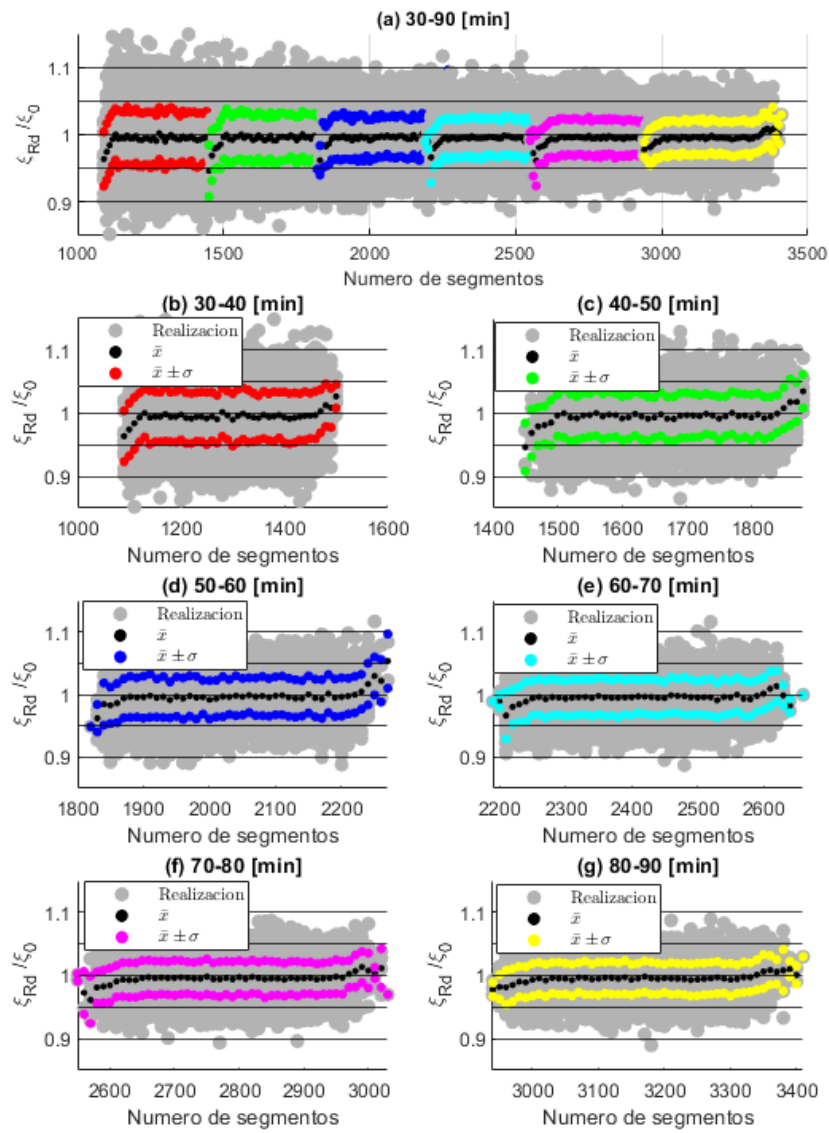 (a) 30-90 [min]
1.1
1
0.9
ξRd /ξ0
1000 1500 2000 2500 3000 3500
Numero de segmentos
(b) 30-40 [min]
Realizacion
x̄
x̄ ± σ
1.1
1
0.9
ξRd /ξ0
1000 1200 1400 1600
Numero de segmentos
(c) 40-50 [min]
Realizacion
x̄
x̄ ± σ
1.1
1
0.9
ξRd /ξ0
1400 1500 1600 1700 1800
Numero de segmentos
(d) 50-60 [min]
Realizacion
x̄
x̄ ± σ
1.1
1
0.9
ξRd /ξ0
1800 1900 2000 2100 2200
Numero de segmentos
(e) 60-70 [min]
Realizacion
x̄
x̄ ± σ
1.1
1
0.9
ξRd /ξ0
2200 2300 2400 2500 2600
Numero de segmentos
(f) 70-80 [min]
Realizacion
x̄
x̄ ± σ
1.1
1
0.9
ξRd /ξ0
2600 2700 2800 2900 3000
Numero de segmentos
(g) 80-90 [min]
Realizacion
x̄
x̄ ± σ
1.1
1
0.9
ξRd /ξ0
3000 3100 3200 3300 3400
Numero de segmentos